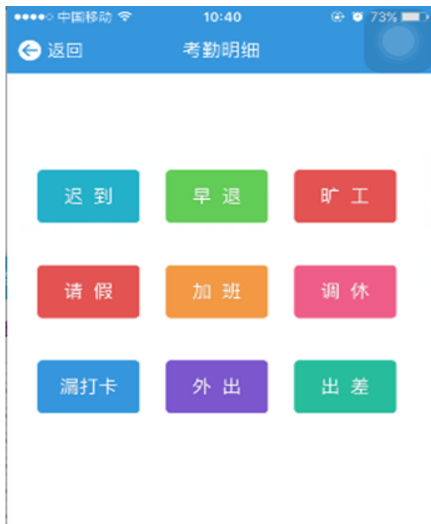 中国移动 10:40 73%
返回 考勤明细
迟到 早退 旷工
请假 加班 调休
漏打卡 外出 出差